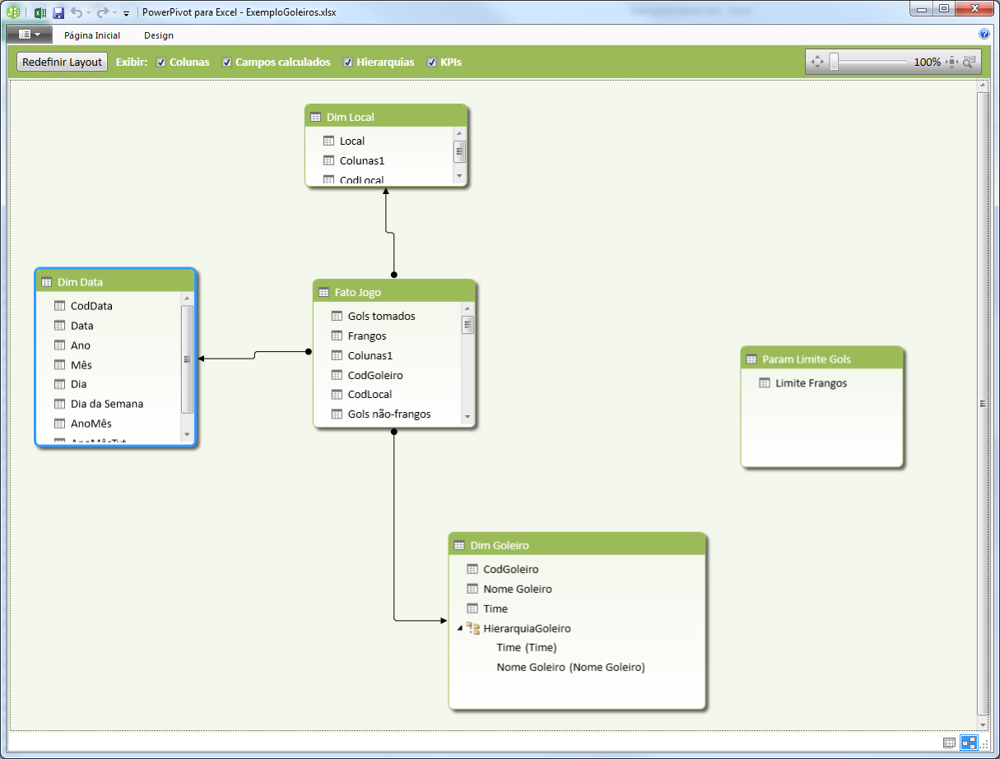 PowerPivot para Excel - ExemploGoleiros.xlsx
Página Inicial Design
Redefinir Layout Exibir: Colunas Campos calculados Hierarquias KPIs 100%
Dim Local
Local
Colunas1
CodLocal
Dim Data
CodData
Data
Ano
Mês
Dia
Dia da Semana
AnoMês
AnoMêsTxt
Fato Jogo
Gols tomados
Frangos
Colunas1
CodGoleiro
CodLocal
Gols não-frangos
Param Limite Gols
Limite Frangos
Dim Goleiro
CodGoleiro
Nome Goleiro
Time
HierarquiaGoleiro
Time (Time)
Nome Goleiro (Nome Goleiro)